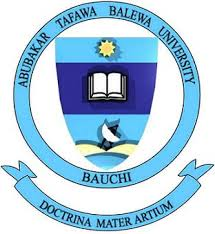 ABUBAKAR TAFAWA BALEWA UNIVERSITY
BAUCHI
DOCTRINA MATER ARTIUM